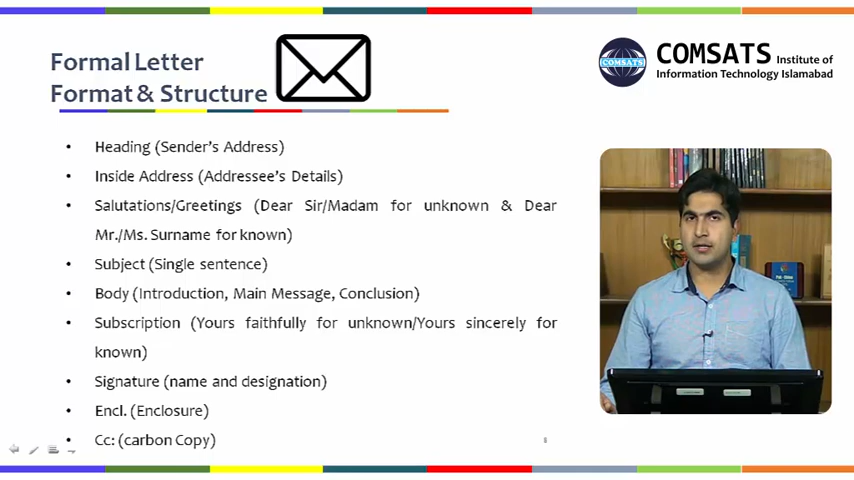 Formal Letter
Format & Structure
COMSATS Institute of
Information Technology Islamabad
COMSATS
• Heading (Sender's Address)
• Inside Address (Addressee's Details)
• Salutations/Greetings (Dear Sir/Madam for unknown & Dear
Mr./Ms. Surname for known)
• Subject (Single sentence)
• Body (Introduction, Main Message, Conclusion)
• Subscription (Yours faithfully for unknown/Yours sincerely for
known)
• Signature (name and designation)
• Encl. (Enclosure)
• Cc: (carbon Copy)